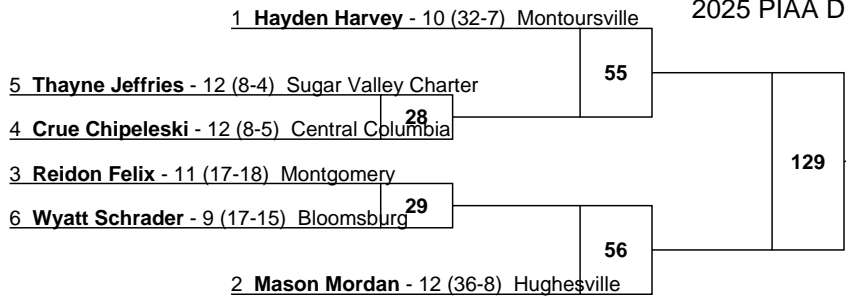 1 Hayden Harvey - 10 (32-7) Montoursville
2025 PIAA D
55
5 Thayne Jeffries - 12 (8-4) Sugar Valley Charter
28
4 Crue Chipeleski - 12 (8-5) Central Columbia
3 Reidon Felix - 11 (17-18) Montgomery
129
29
6 Wyatt Schrader - 9 (17-15) Bloomsburg
56
2 Mason Mordan - 12 (36-8) Hughesville